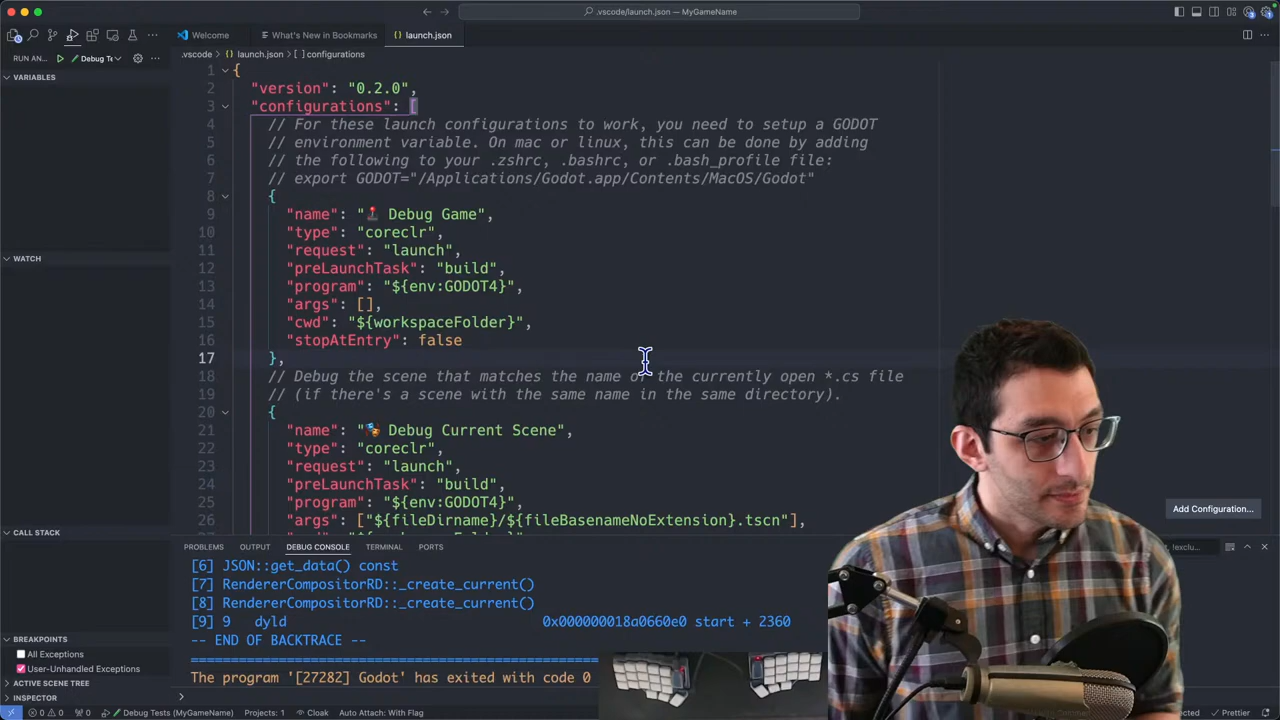 .vscode/launch.json — MyGameName
Welcome
What's New in Bookmarks
launch.json
RUN AN...
Debug Te
.vscode > launch.json > [ ] configurations
VARIABLES
WATCH
CALL STACK
BREAKPOINTS
All Exceptions
User-Unhandled Exceptions
ACTIVE SCENE TREE
INSPECTOR
1 {
2 "version": "0.2.0",
3 "configurations": [
4 // For these launch configurations to work, you need to setup a GODOT
5 // environment variable. On mac or linux, this can be done by adding
6 // the following to your .zshrc, .bashrc, or .bash_profile file:
7 // export GODOT="/Applications/Godot.app/Contents/MacOS/Godot"
8 {
9 "name": "🕹 Debug Game",
10 "type": "coreclr",
11 "request": "launch",
12 "preLaunchTask": "build",
13 "program": "${env:GODOT4}",
14 "args": [],
15 "cwd": "${workspaceFolder}",
16 "stopAtEntry": false
17 },
18 // Debug the scene that matches the name of the currently open *.cs file
19 // (if there's a scene with the same name in the same directory).
20 {
21 "name": "🎭 Debug Current Scene",
22 "type": "coreclr",
23 "request": "launch",
24 "preLaunchTask": "build",
25 "program": "${env:GODOT4}",
26 "args": ["${fileDirname}/${fileBasenameNoExtension}.tscn"],
Add Configuration...
PROBLEMS OUTPUT DEBUG CONSOLE TERMINAL PORTS
[6] JSON::get_data() const
[7] RendererCompositorRD::_create_current()
[8] RendererCompositorRD::_create_current()
[9] 9 dyld 0x000000018a0660e0 start + 2360
-- END OF BACKTRACE --
The program '[27282] Godot' has exited with code 0
0 0 0 Debug Tests (MyGameName) Projects: 1 Cloak Auto Attach: With Flag Prettier